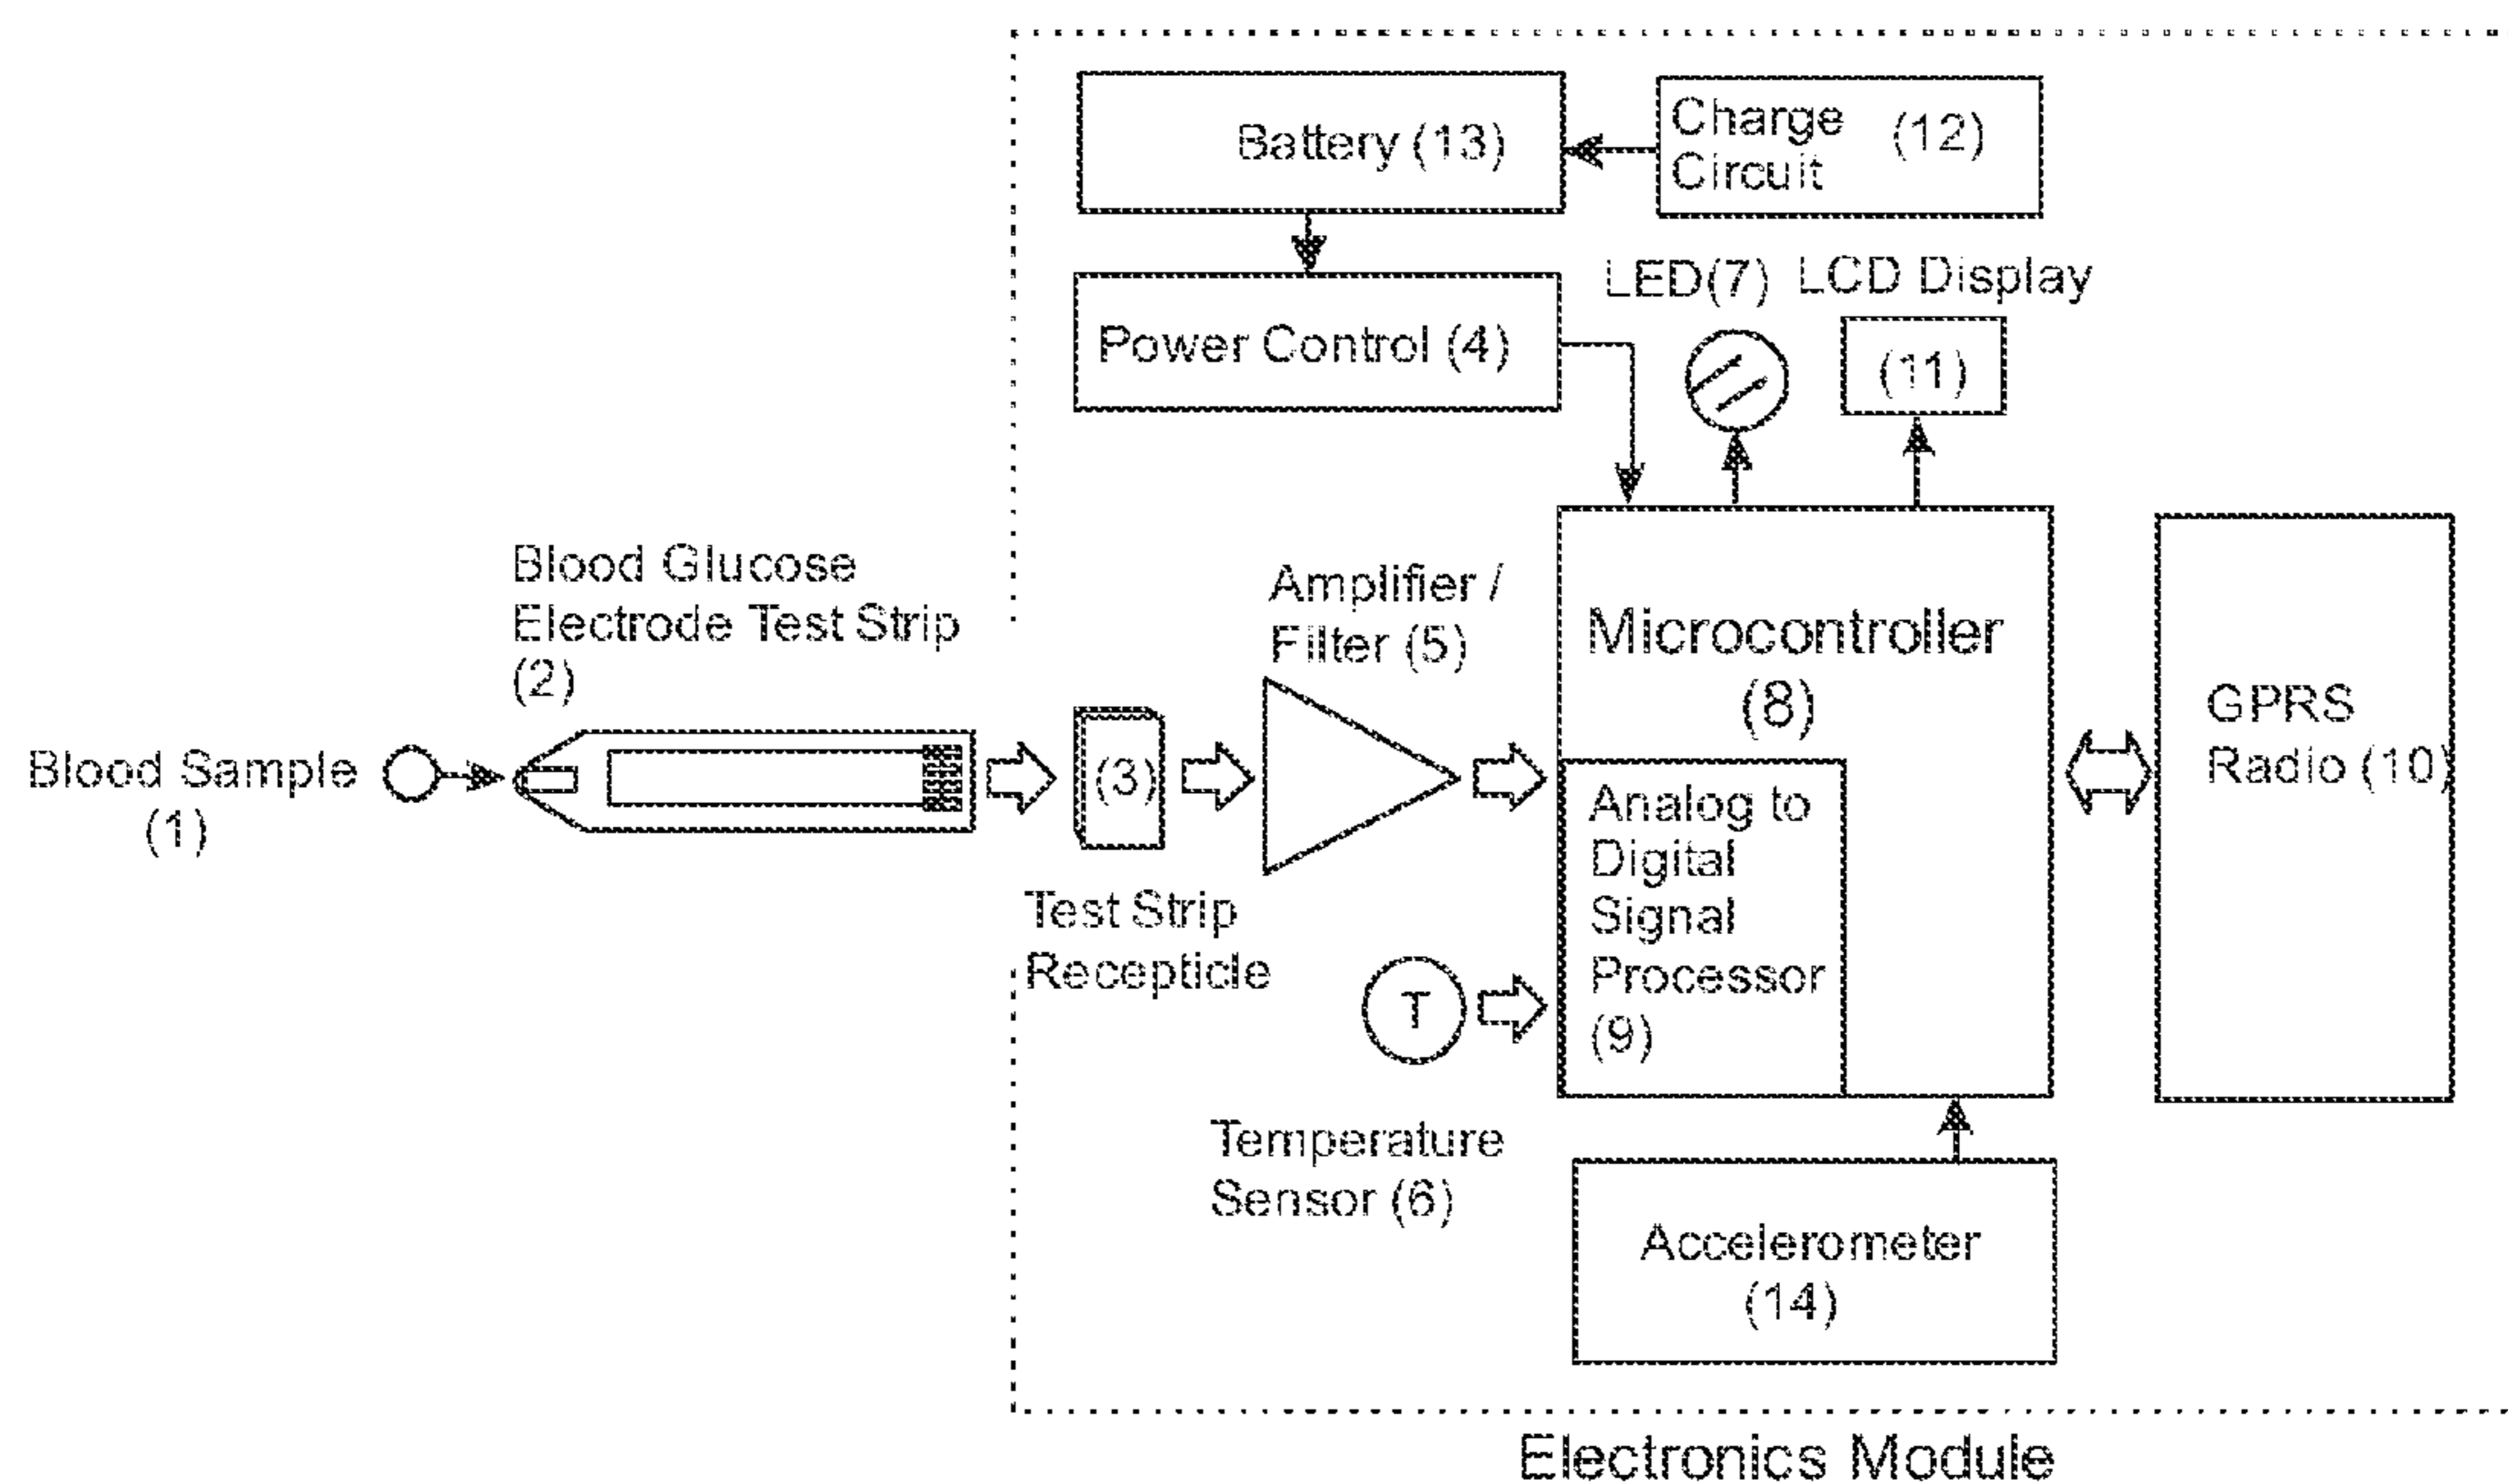 Battery (13)
Charge (12)
Circuit
LED(7) LCD Display
Power Control (4)
(11)
Blood Glucose
Electrode Test Strip
(2)
Amplifier /
Filter (5)
Microcontroller
(8)
GPRS
Radio (10)
Blood Sample
(1)
(3)
Analog to
Digital
Signal
Processor
(9)
Test Strip
Recepticle
T
Temperature
Sensor (6)
Accelerometer
(14)
Electronics Module